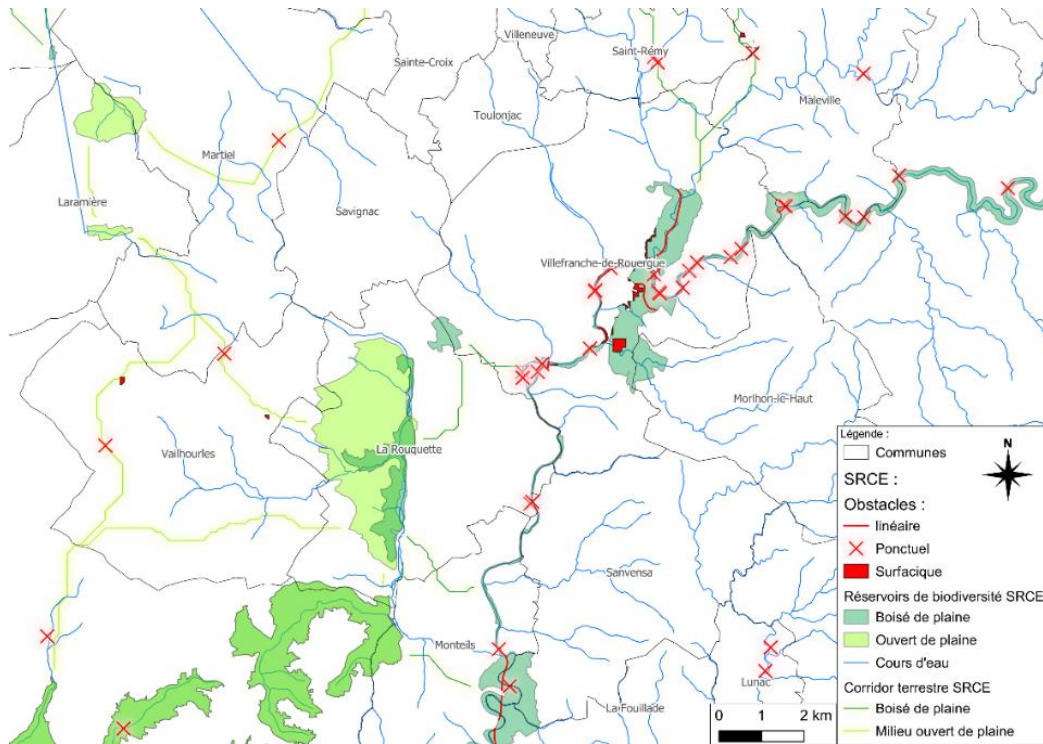 Villeneuve
Saint-Rémy
Sainte-Croix
Maleville
Toulonjac
Martiel
Laramière
Savignac
Villefranche-de-Rouergue
Morlhon-le-Haut
La Rouquette
Vailhourles
Sanvensa
Monteils
Lunac
La Fouillade
0 1 2 km
Légende :
Communes
N
SRCE :
Obstacles :
linéaire
Ponctuel
Surfacique
Réservoirs de biodiversité SRCE
Boisé de plaine
Ouvert de plaine
Cours d'eau
Corridor terrestre SRCE
Boisé de plaine
Milieu ouvert de plaine